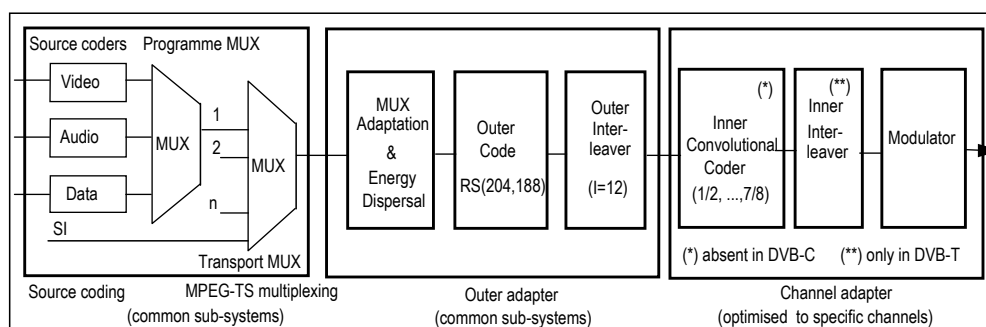 Source coders
Programme MUX
Video
Audio
Data
SI
MUX
1
2
n
MUX
Transport MUX
MUX
Adaptation
&
Energy
Dispersal
Outer
Code
RS(204,188)
Outer
Inter-
leaver
(I=12)
(*)
Inner
Convolutional
Coder
(1/2, ...,7/8)
(**)
Inner
Inter-
leaver
Modulator
(*) absent in DVB-C
(**) only in DVB-T
Source coding
MPEG-TS multiplexing
(common sub-systems)
Outer adapter
(common sub-systems)
Channel adapter
(optimised to specific channels)